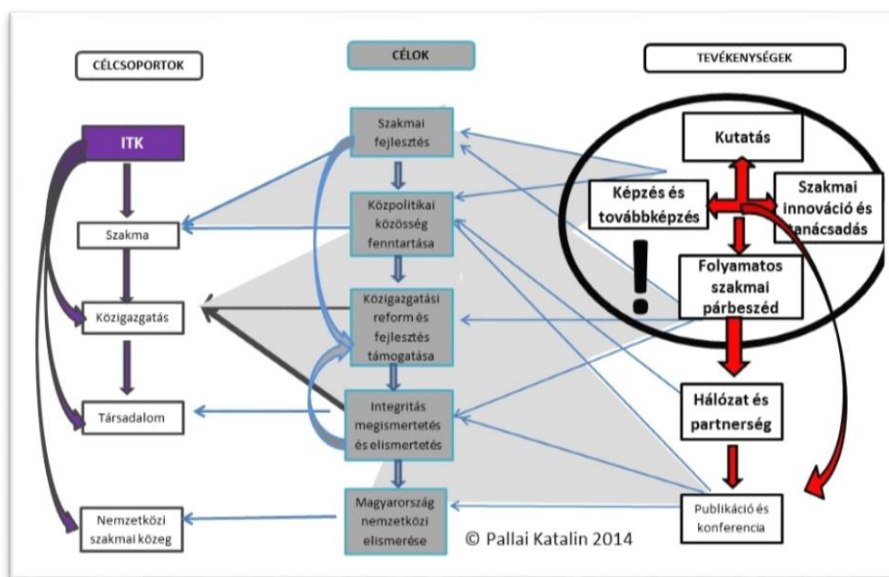 CÉLCSOPORTOK
ITK
Szakma
Közigazgatás
Társadalom
Nemzetközi
szakmai közeg
CÉLOK
Szakmai
fejlesztés
Közpolitikai
közösség
fenntartása
Közigazgatási
reform és
fejlesztés
támogatása
Integritás
megismertetés
és elismertetés
Magyarország
nemzetközi
elismerése
TEVÉKENYSÉGEK
Kutatás
Képzés és
továbbképzés
Szakmai
innováció és
tanácsadás
!
Folyamatos
szakmai
párbeszéd
Hálózat és
partnerség
Publikáció és
konferencia
© Pallai Katalin 2014